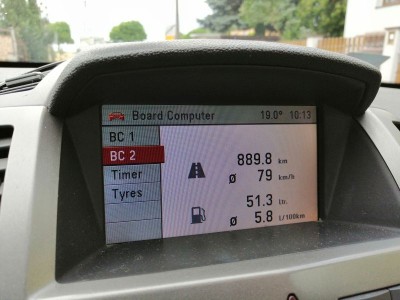 Board Computer 19.0° 10:13
BC 1
BC 2
Timer
Tyres
889.8 km
ø 79 km/h
51.3 ltr.
ø 5.8 l/100km